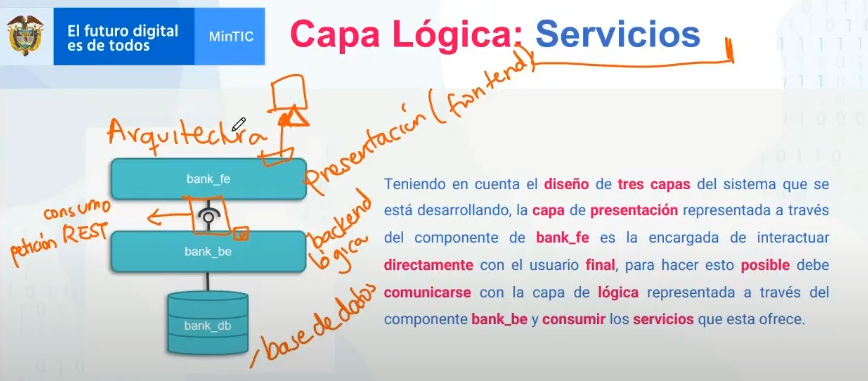 El futuro digital
es de todos
MinTIC
Capa Lógica: Servicios
Arquitectura
presentación (frontend)
bank_fe
consumo
petición REST
backend
lógica
bank_be
bank_db
base de datos
Teniendo en cuenta el diseño de tres capas del sistema que se
está desarrollando, la capa de presentación representada a través
del componente de bank_fe es la encargada de interactuar
directamente con el usuario final, para hacer esto posible debe
comunicarse con la capa de lógica representada a través del
componente bank_be y consumir los servicios que esta ofrece.